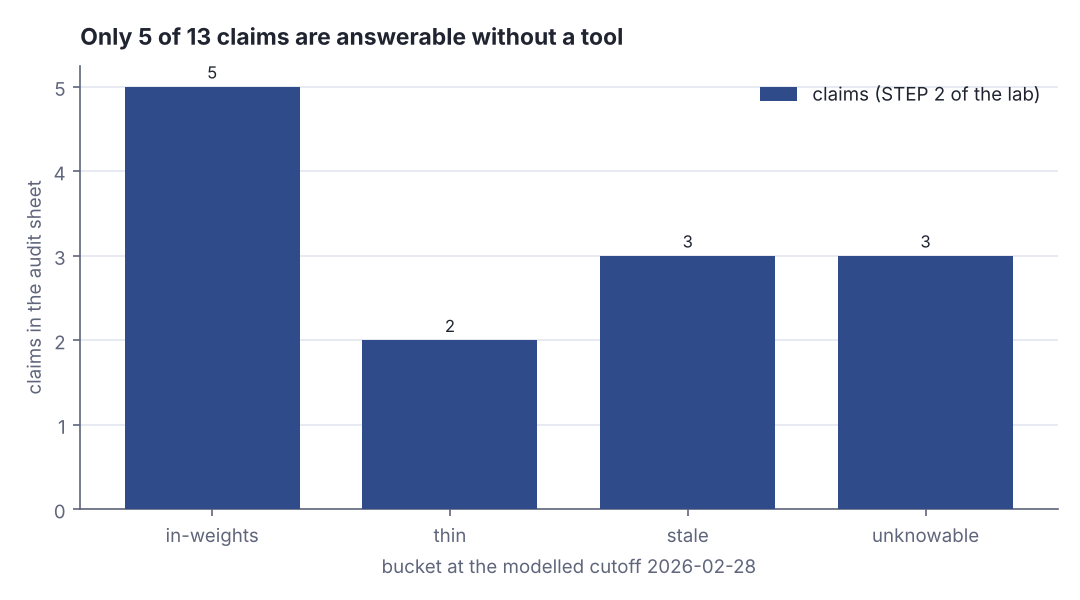 Only 5 of 13 claims are answerable without a tool
claims (STEP 2 of the lab)
claims in the audit sheet
5
4
3
2
1
0
5
2
3
3
in-weights
thin
stale
unknowable
bucket at the modelled cutoff 2026-02-28